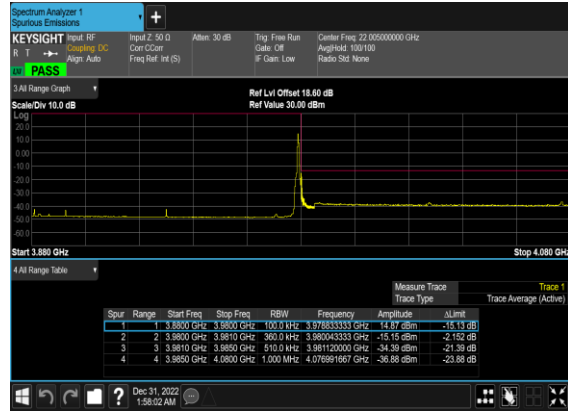 Spectrum Analyzer 1
Spurious Emissions
KEYSIGHT Input: RF Input Z: 50 Ω Atten: 30 dB Trig: Free Run Center Freq: 22.005000000 GHz
R T Coupling: DC Corr CCorr Gate: Off Avg|Hold: 100/100
Align: Auto Freq Ref: Int (S) IF Gain: Low Radio Std: None
PASS
3 All Range Graph
Ref Lvl Offset 18.60 dB
Scale/Div 10.0 dB Ref Value 30.00 dBm
Log
20.0
10.0
0.00
-10.0
-20.0
-30.0
-40.0
-50.0
-60.0
Start 3.880 GHz Stop 4.080 GHz
4 All Range Table
Measure Trace Trace 1
Trace Type Trace Average (Active)
Spur Range Start Freq Stop Freq RBW Frequency Amplitude ΔLimit
1 1 3.8800 GHz 3.9800 GHz 100.0 kHz 3.978833333 GHz 14.87 dBm -15.13 dB
2 2 3.9800 GHz 3.9810 GHz 360.0 kHz 3.980043333 GHz -15.15 dBm -2.152 dB
3 3 3.9810 GHz 3.9850 GHz 510.0 kHz 3.981120000 GHz -34.39 dBm -21.39 dB
4 4 3.9850 GHz 4.0800 GHz 1.000 MHz 4.076991667 GHz -36.88 dBm -23.88 dB
? Dec 31, 2022
1:58:02 AM